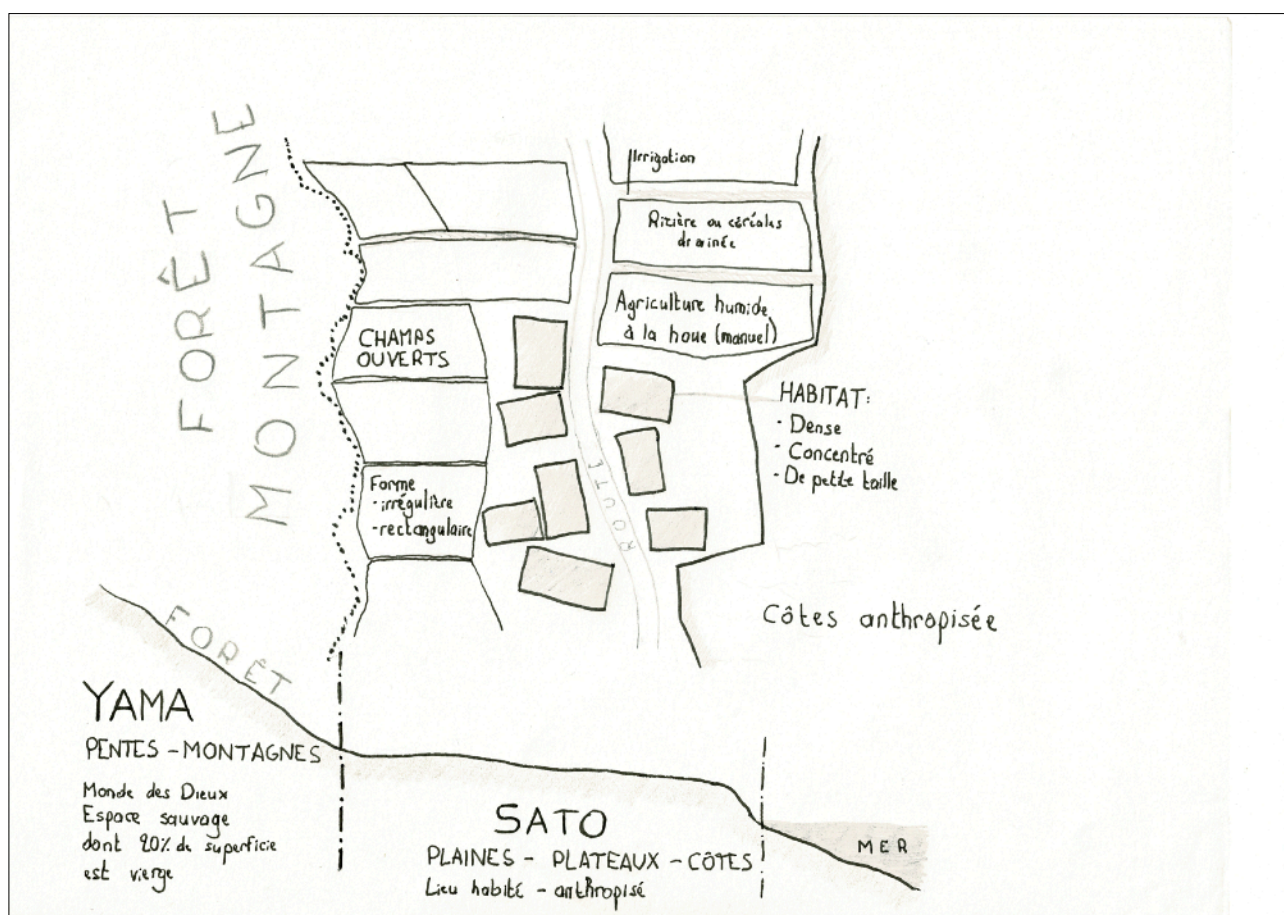 FORÊT
MONTAGNE
Irrigation
Rizière ou céréales
drainée
Agriculture humide
à la houe (manuel)
CHAMPS
OUVERTS
HABITAT:
- Dense
- Concentré
- De petite taille
Forme
- irrégulière
- rectangulaire
ROUTE
Côtes anthropisée
FORÊT
YAMA
PENTES - MONTAGNES
Monde des Dieux
Espace sauvage
dont 20% de superficie
est vierge
SATO
PLAINES - PLATEAUX - CÔTES
Lieu habité - anthropisé
MER